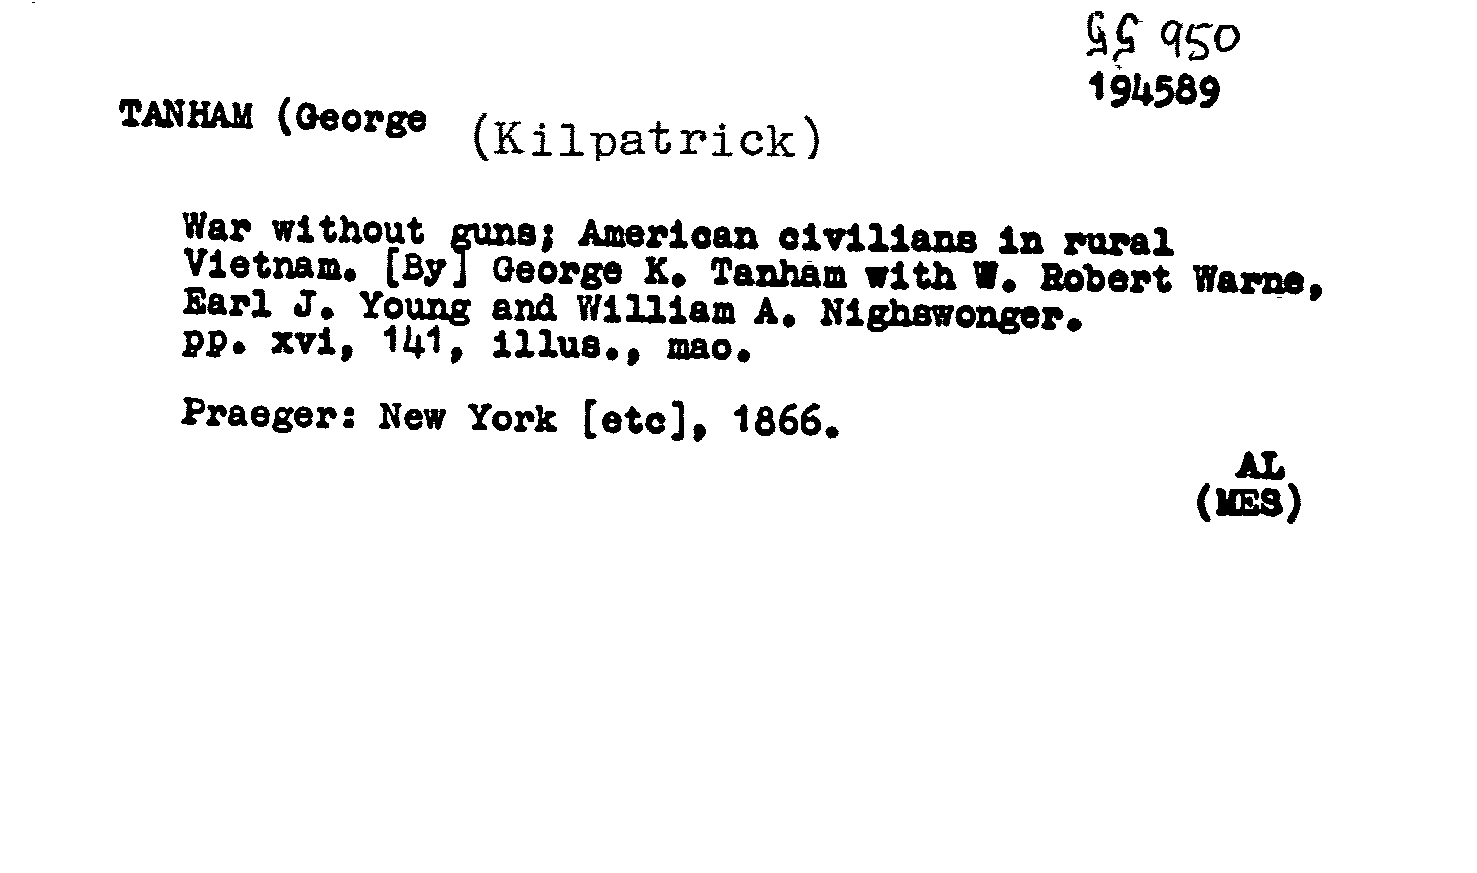 GG 950
194589
TANHAM (George (Kilpatrick)
War without guns; American civilians in rural
Vietnam. [By] George K. Tanham with W. Robert Warne,
Earl J. Young and William A. Nighswonger.
pp. xvi, 141, illus., mao.
Praeger: New York [etc], 1866.
AL
(MES)